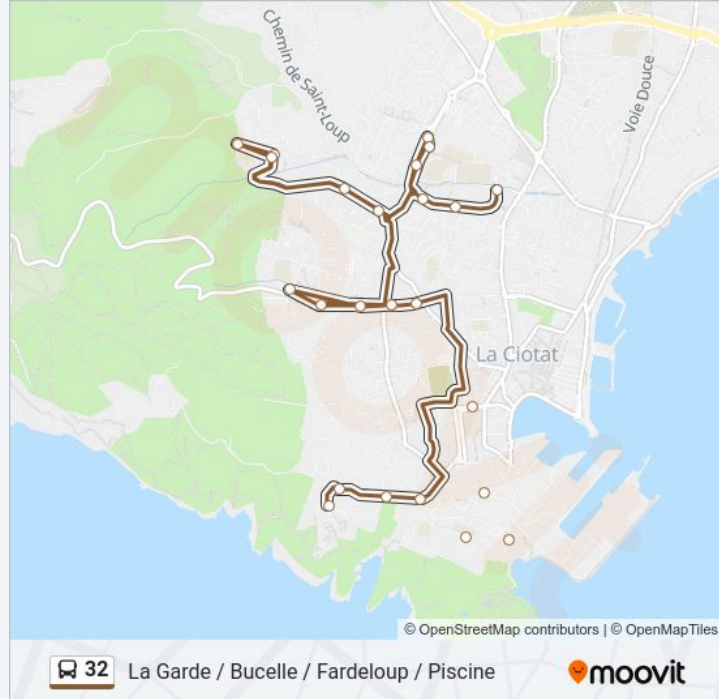 Chemin de Saint-Loup
Voie Douce
La Ciotat
© OpenStreetMap contributors | © OpenMapTiles
32 La Garde / Bucelle / Fardeloup / Piscine
moovit